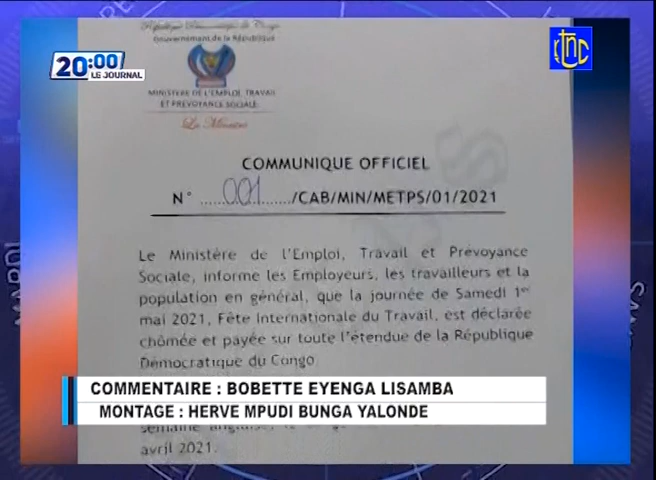 République Démocratique du Congo
Gouvernement de la République
MINISTERE DE L'EMPLOI, TRAVAIL
ET PREVOYANCE SOCIALE
Le Ministre
rtnc
20:00
LE JOURNAL
COMMUNIQUE OFFICIEL
N° ......001......./CAB/MIN/METPS/01/2021
Le Ministère de l'Emploi, Travail et Prévoyance
Sociale, informe les Employeurs, les travailleurs et la
population en général, que la journée de Samedi 1er
mai 2021, Fête Internationale du Travail, est déclarée
chômée et payée sur toute l'étendue de la République
Démocratique du Congo
COMMENTAIRE : BOBETTE EYENGA LISAMBA
MONTAGE : HERVE MPUDI BUNGA YALONDE
semaine anglaise,
avril 2021.